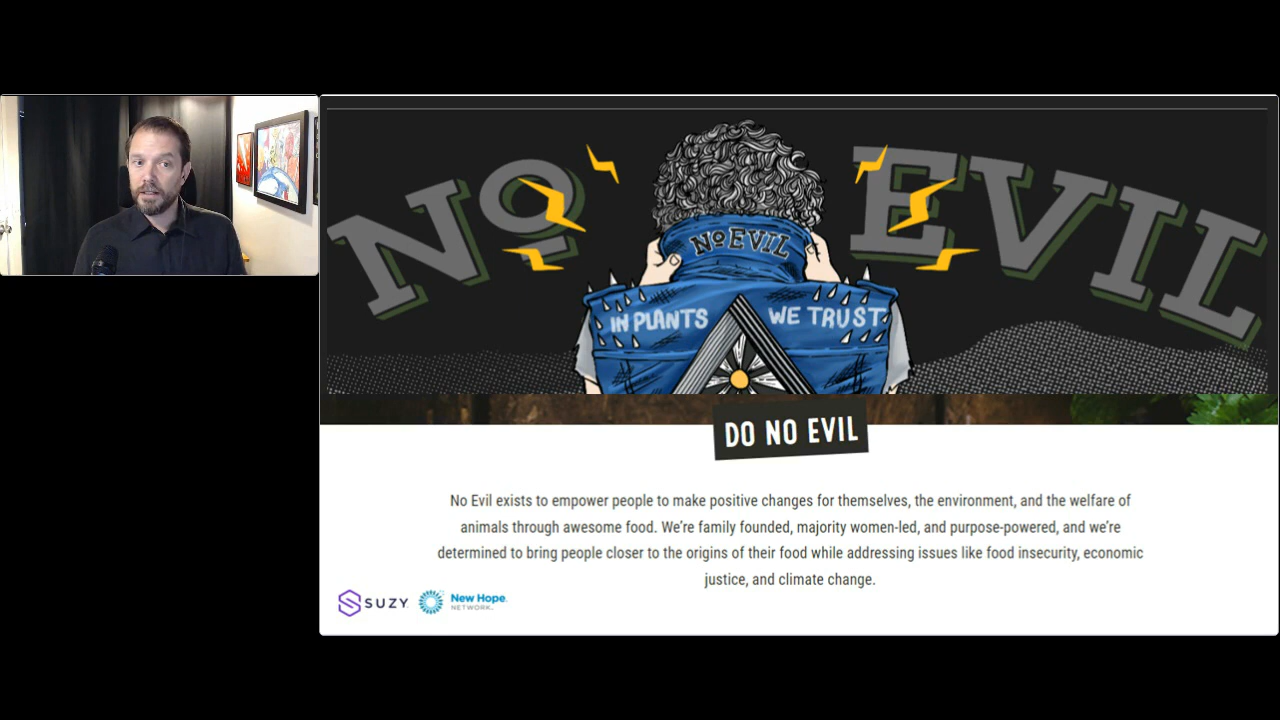 NO EVIL
NO EVIL
IN PLANTS WE TRUST
DO NO EVIL
No Evil exists to empower people to make positive changes for themselves, the environment, and the welfare of
animals through awesome food. We're family founded, majority women-led, and purpose-powered, and we're
determined to bring people closer to the origins of their food while addressing issues like food insecurity, economic
justice, and climate change.
SUZY
New Hope
NETWORK